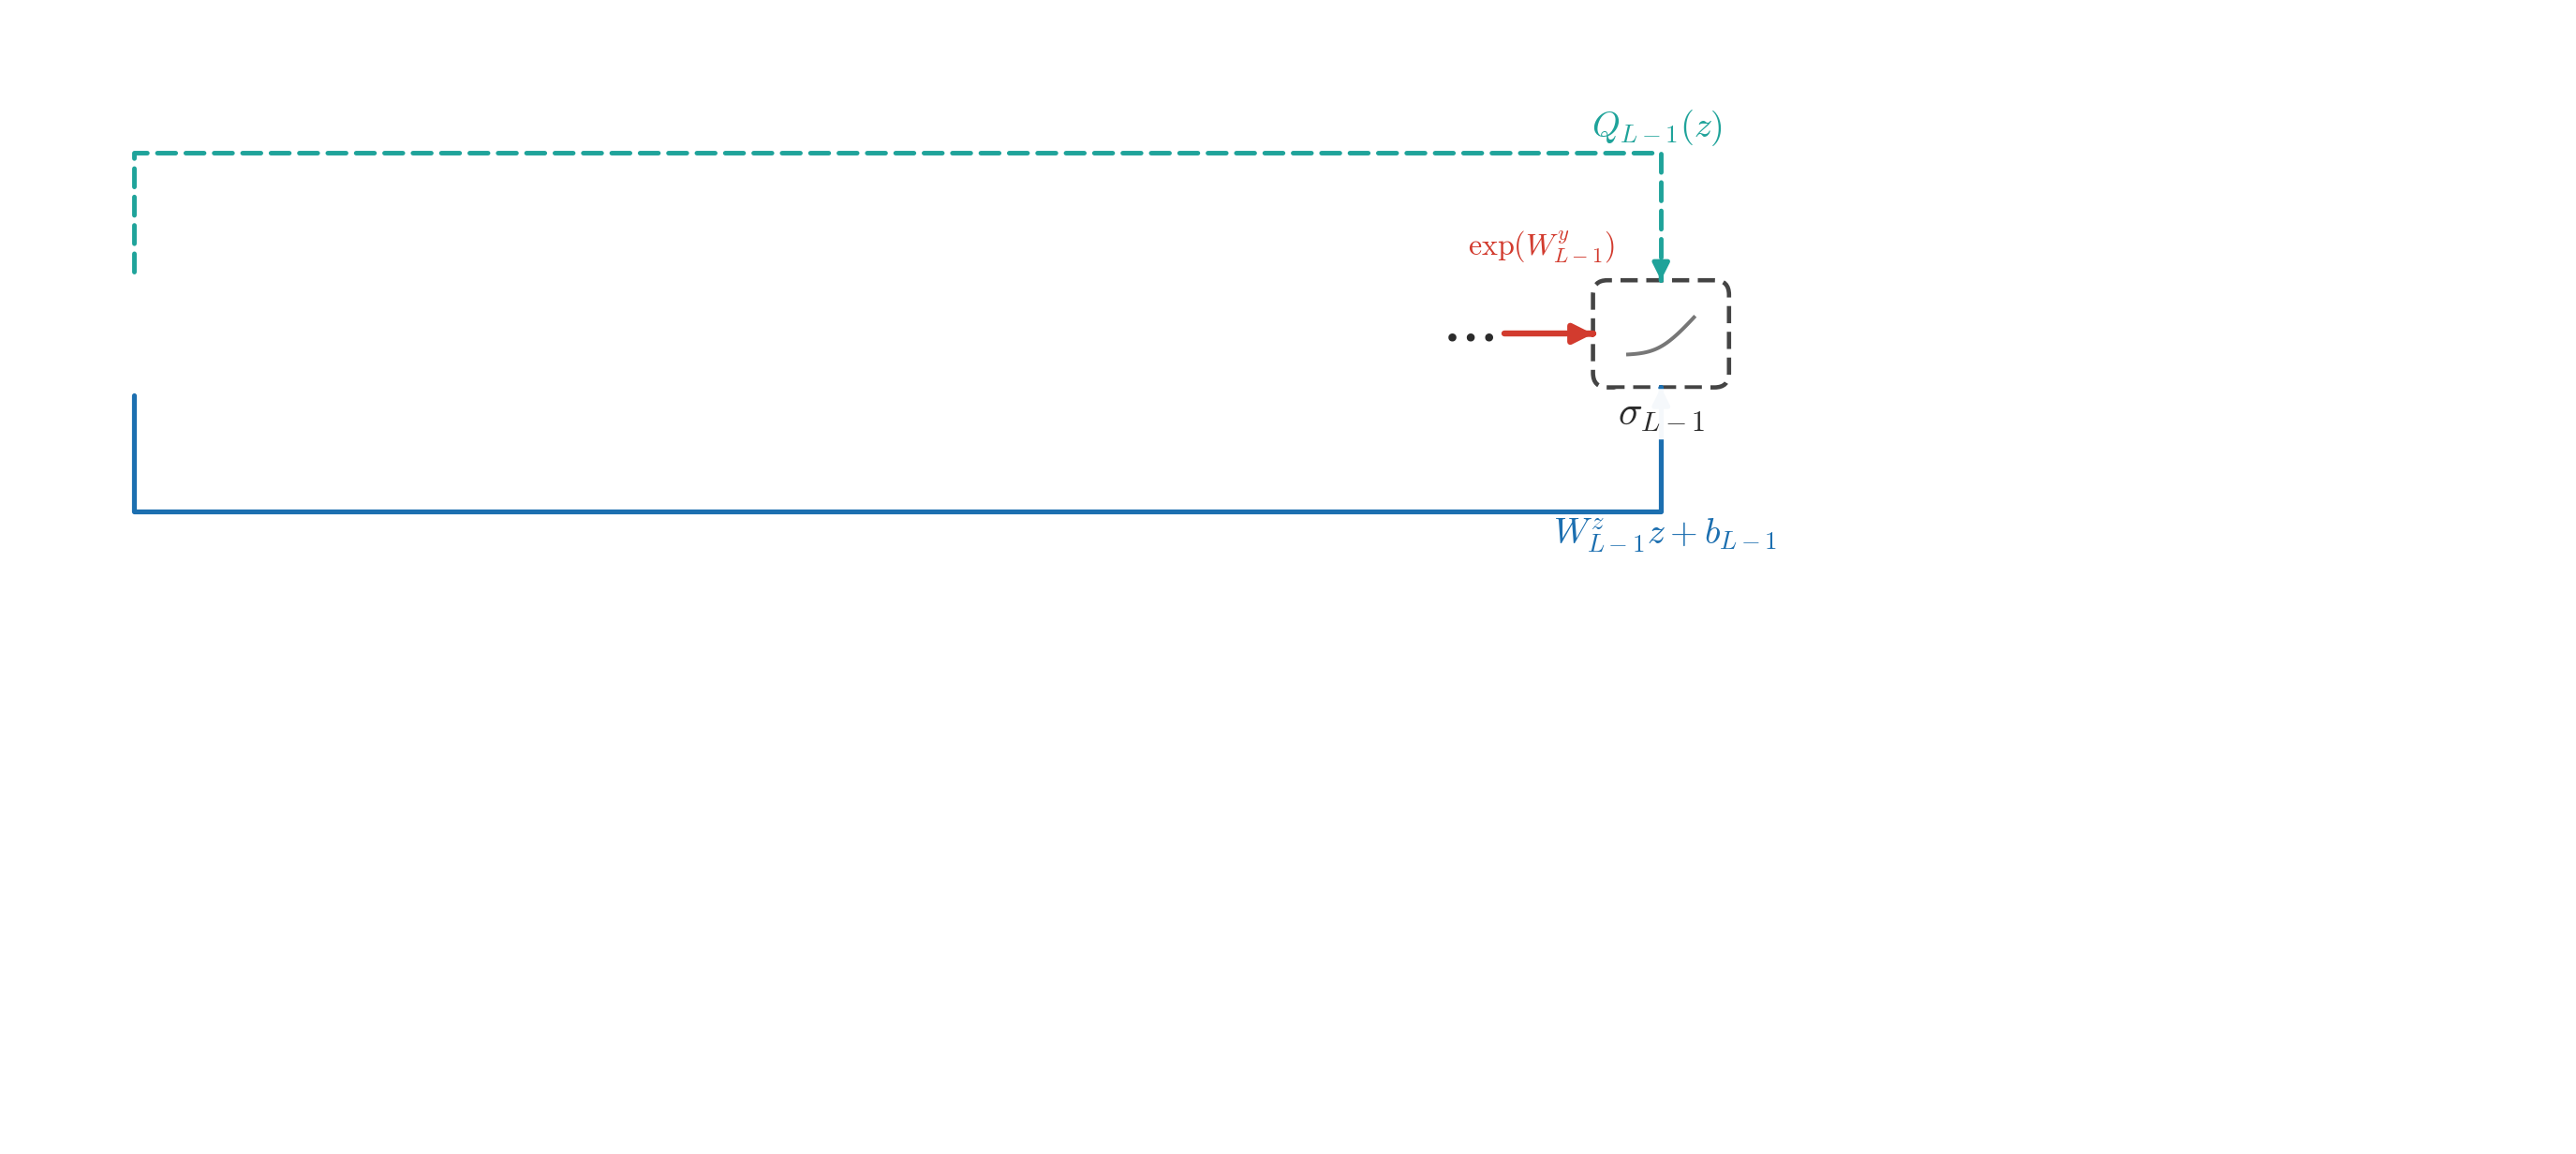 Q_{L-1}(z)
exp(W^y_{L-1})
...
σ_{L-1}
W^z_{L-1} z + b_{L-1}